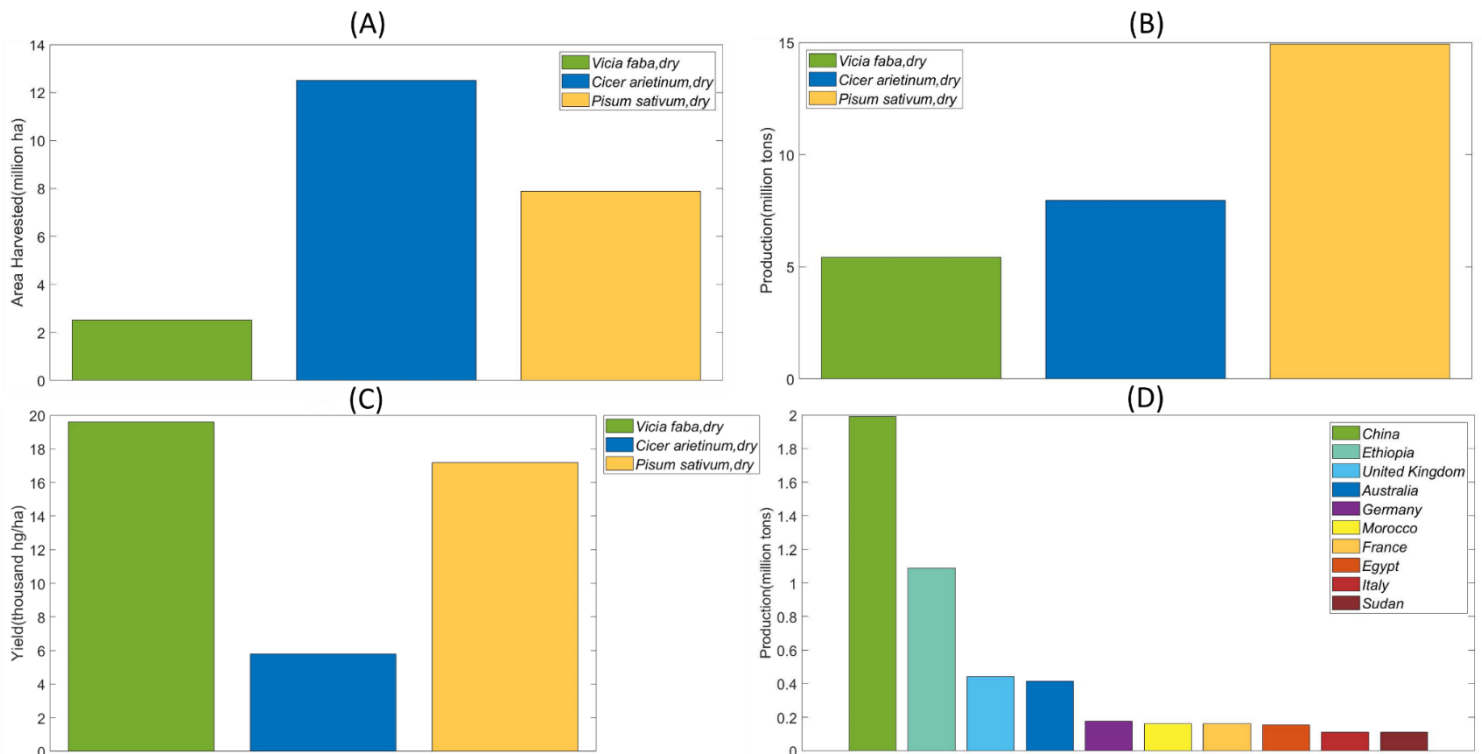 (A)
14
12
10
8
6
4
2
0
Area Harvested(million ha)
Vicia faba,dry
Cicer arietinum,dry
Pisum sativum,dry
(B)
15
10
5
0
Production(million tons)
Vicia faba,dry
Cicer arietinum,dry
Pisum sativum,dry
(C)
20
18
16
14
12
10
8
6
4
2
0
Yield(thousand hg/ha)
Vicia faba,dry
Cicer arietinum,dry
Pisum sativum,dry
(D)
2
1.8
1.6
1.4
1.2
1
0.8
0.6
0.4
0.2
0
Production(million tons)
China
Ethiopia
United Kingdom
Australia
Germany
Morocco
France
Egypt
Italy
Sudan